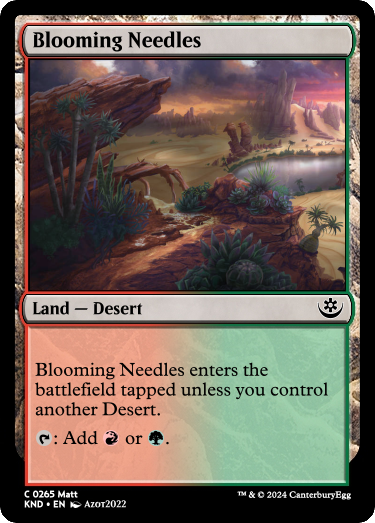 Blooming Needles
Land — Desert
Blooming Needles enters the
battlefield tapped unless you control
another Desert.
: Add or .
C 0265 Matt
KND • EN Azot2022
™ & © 2024 CanterburyEgg